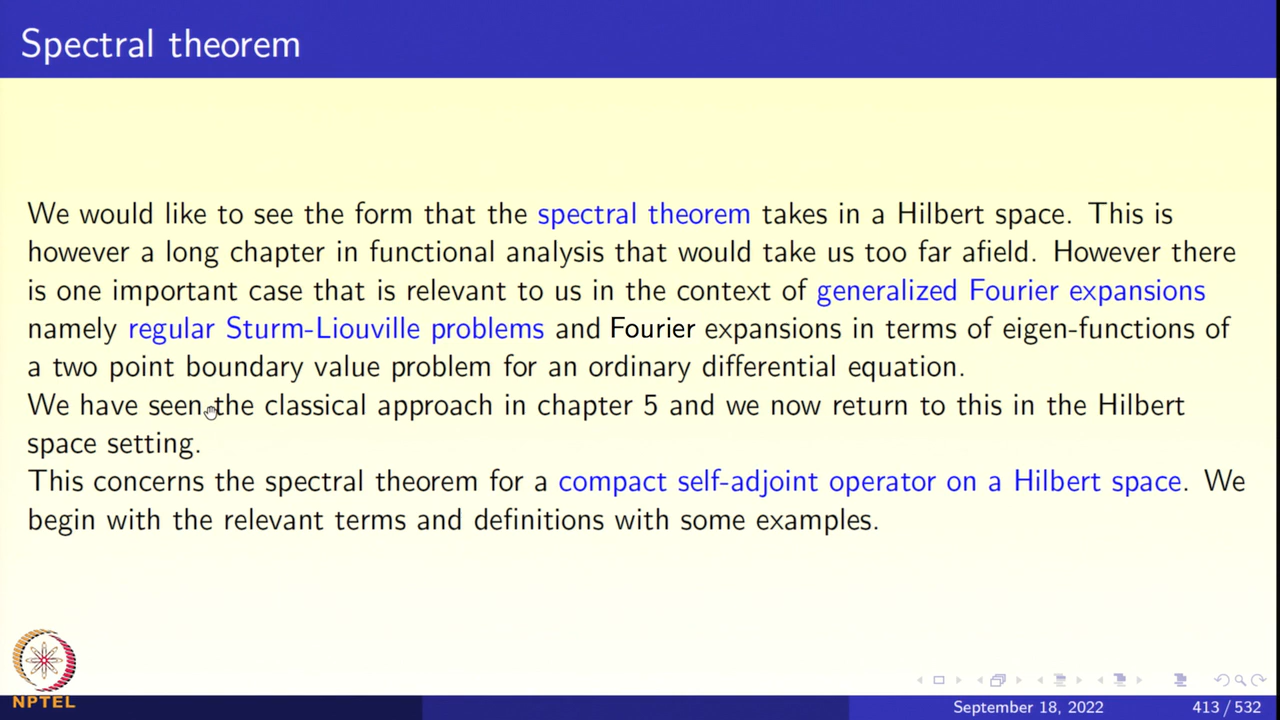 Spectral theorem
We would like to see the form that the spectral theorem takes in a Hilbert space. This is
however a long chapter in functional analysis that would take us too far afield. However there
is one important case that is relevant to us in the context of generalized Fourier expansions
namely regular Sturm-Liouville problems and Fourier expansions in terms of eigen-functions of
a two point boundary value problem for an ordinary differential equation.
We have seen the classical approach in chapter 5 and we now return to this in the Hilbert
space setting.
This concerns the spectral theorem for a compact self-adjoint operator on a Hilbert space. We
begin with the relevant terms and definitions with some examples.
NPTEL
September 18, 2022 413 / 532